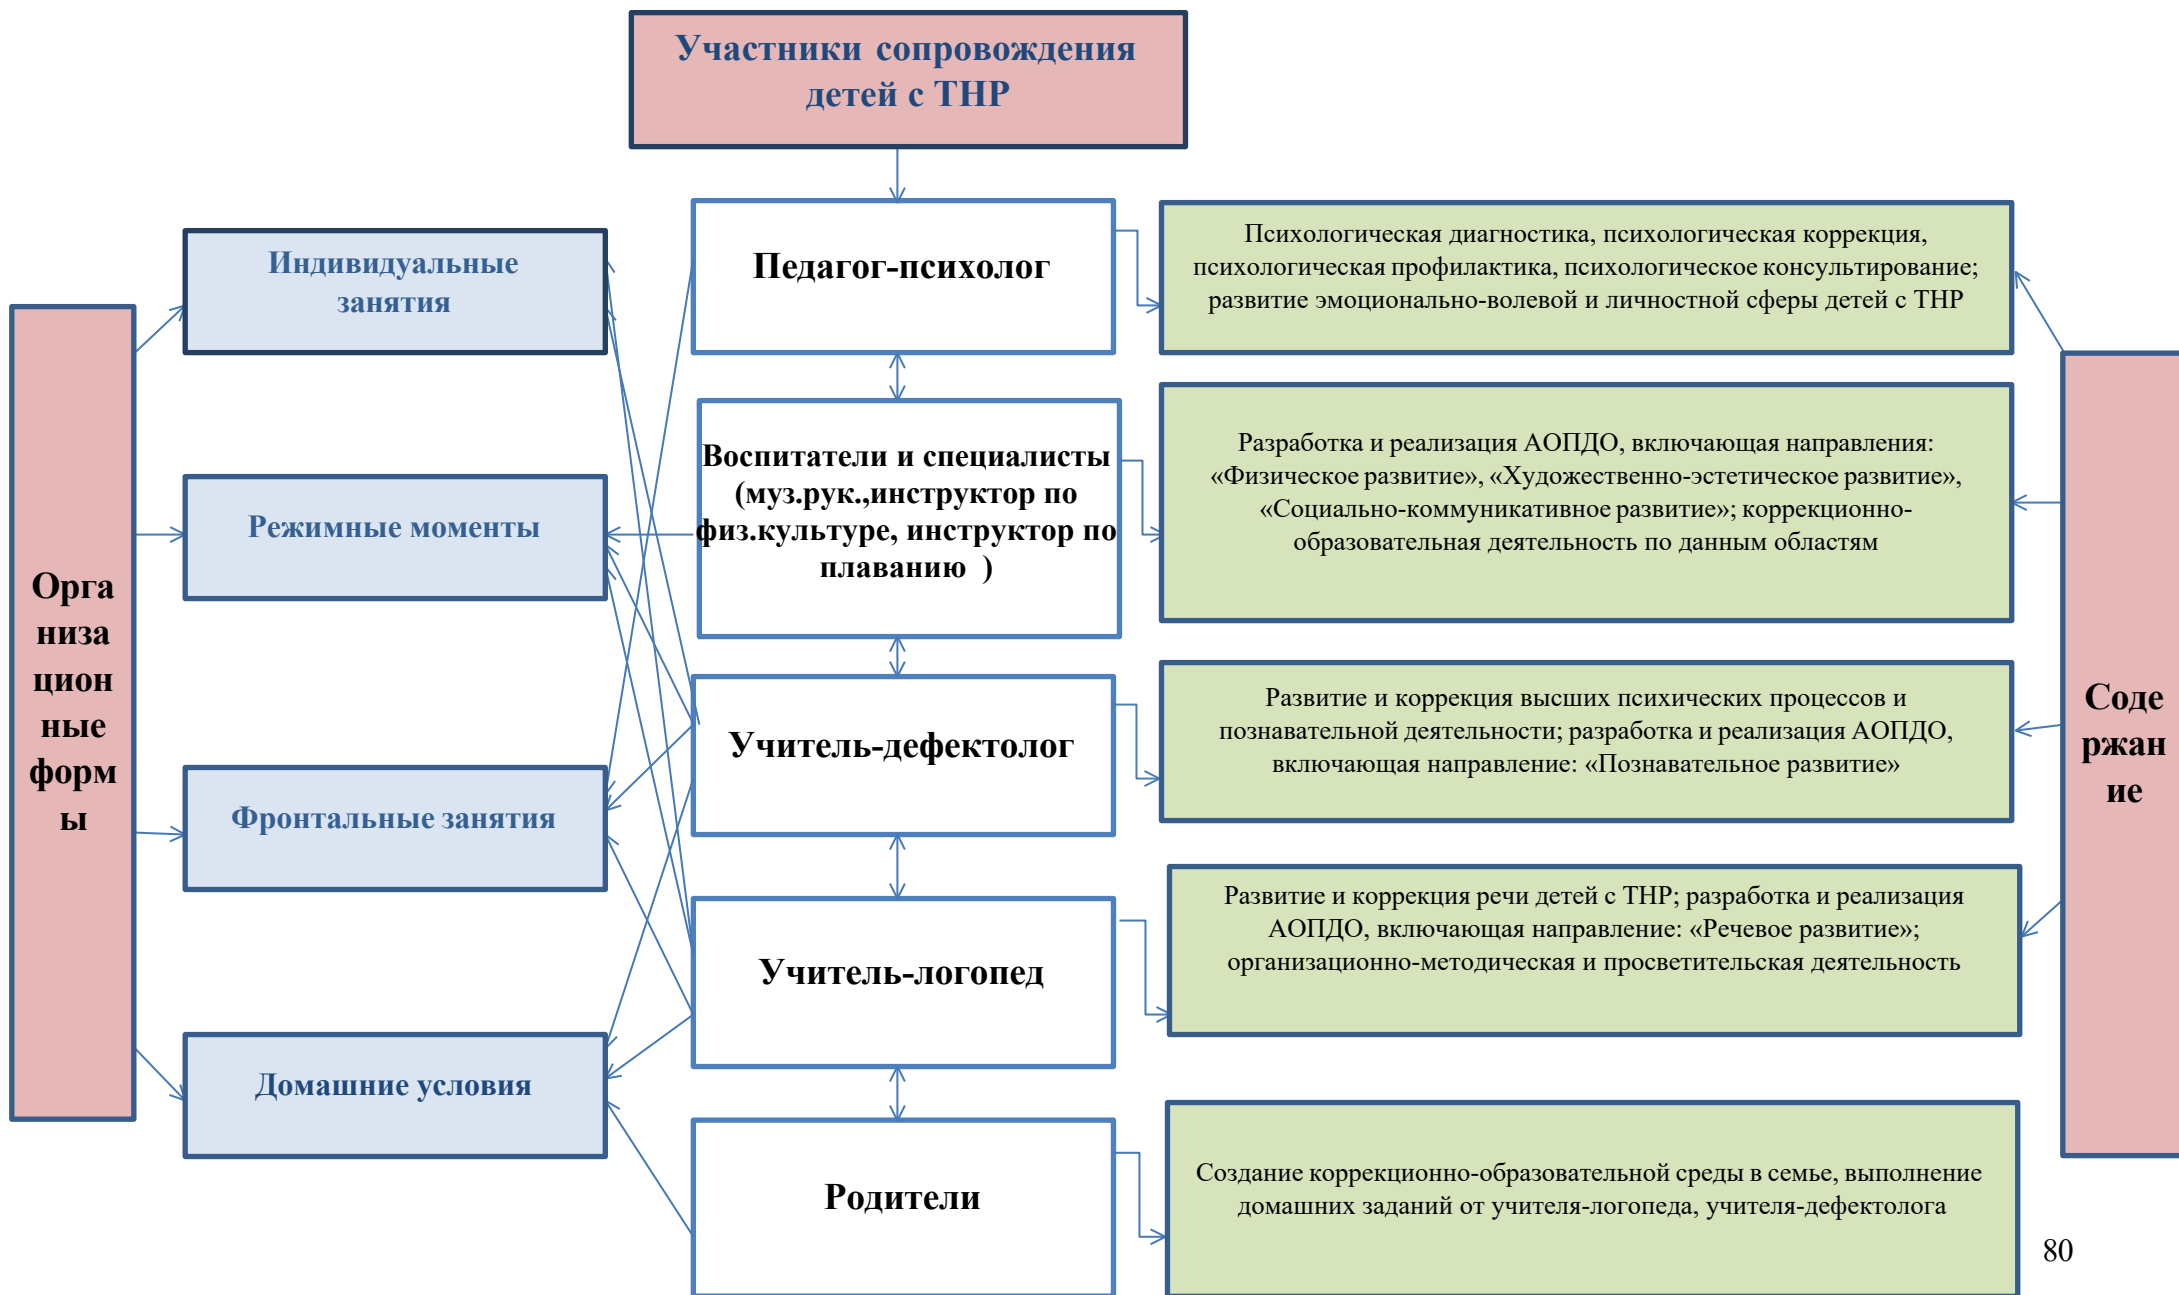 Участники сопровождения
детей с ТНР
Орга
низа
цион
ные
форм
ы
Индивидуальные
занятия
Режимные моменты
Фронтальные занятия
Домашние условия
Педагог-психолог
Воспитатели и специалисты
(муз.рук.,инструктор по
физ.культуре, инструктор по
плаванию )
Учитель-дефектолог
Учитель-логопед
Родители
Психологическая диагностика, психологическая коррекция,
психологическая профилактика, психологическое консультирование;
развитие эмоционально-волевой и личностной сферы детей с ТНР
Разработка и реализация АОПДО, включающая направления:
«Физическое развитие», «Художественно-эстетическое развитие»,
«Социально-коммуникативное развитие»; коррекционно-
образовательная деятельность по данным областям
Развитие и коррекция высших психических процессов и
познавательной деятельности; разработка и реализация АОПДО,
включающая направление: «Познавательное развитие»
Развитие и коррекция речи детей с ТНР; разработка и реализация
АОПДО, включающая направление: «Речевое развитие»;
организационно-методическая и просветительская деятельность
Создание коррекционно-образовательной среды в семье, выполнение
домашних заданий от учителя-логопеда, учителя-дефектолога
Соде
ржан
ие
80